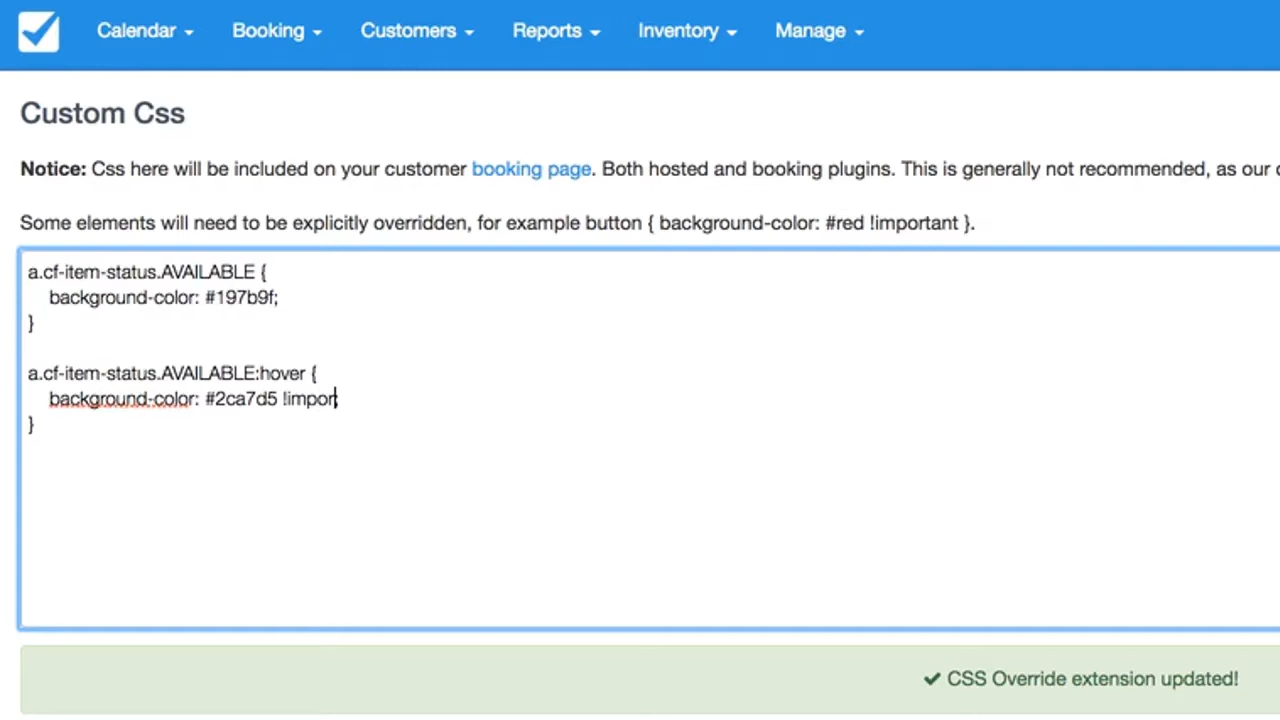 Calendar Booking Customers Reports Inventory Manage
Custom Css
Notice: Css here will be included on your customer booking page. Both hosted and booking plugins. This is generally not recommended, as our
Some elements will need to be explicitly overridden, for example button { background-color: #red !important }.
a.cf-item-status.AVAILABLE {
background-color: #197b9f;
}
a.cf-item-status.AVAILABLE:hover {
background-color: #2ca7d5 !impor;
}
CSS Override extension updated!